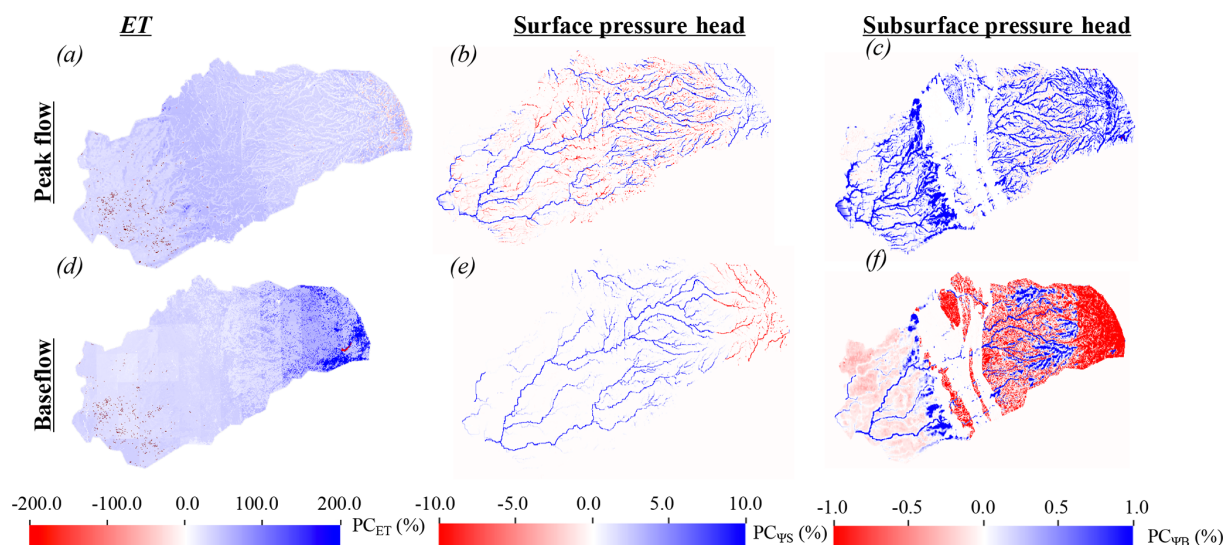 ET Surface pressure head Subsurface pressure head
(a) (b) (c)
Peak flow
(d) (e) (f)
Baseflow
-200.0 -100.0 0.0 100.0 200.0 PC_ET (%) -10.0 -5.0 0.0 5.0 10.0 PC_ΨS (%) -1.0 -0.5 0.0 0.5 1.0 PC_ΨB (%)